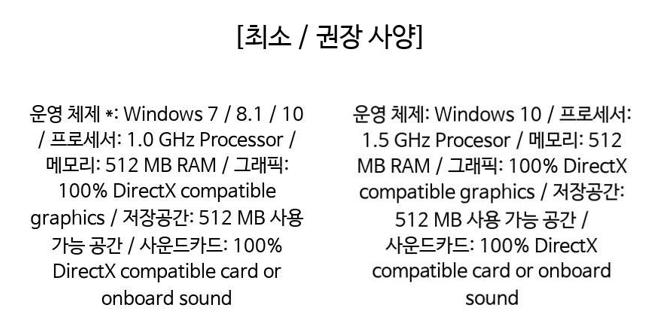 [최소 / 권장 사양]
운영 체제 *: Windows 7 / 8.1 / 10
/ 프로세서: 1.0 GHz Processor /
메모리: 512 MB RAM / 그래픽:
100% DirectX compatible
graphics / 저장공간: 512 MB 사용
가능 공간 / 사운드카드: 100%
DirectX compatible card or
onboard sound
운영 체제: Windows 10 / 프로세서:
1.5 GHz Procesor / 메모리: 512
MB RAM / 그래픽: 100% DirectX
compatible graphics / 저장공간:
512 MB 사용 가능 공간 /
사운드카드: 100% DirectX
compatible card or onboard
sound